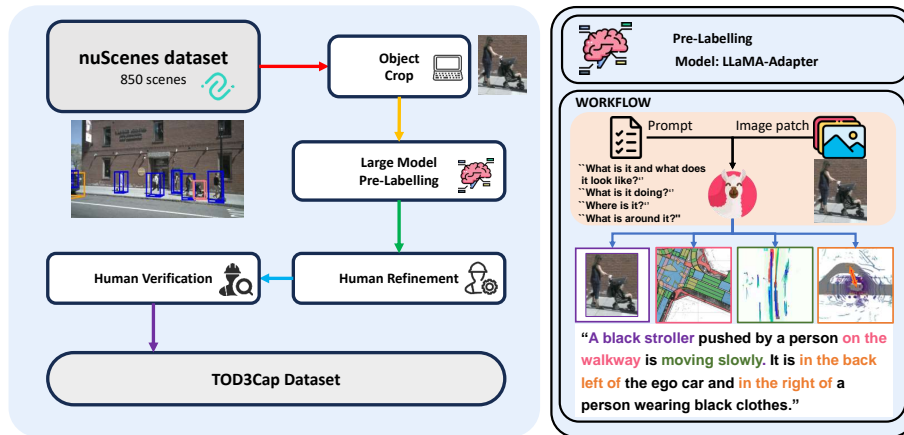 nuScenes dataset
850 scenes
Object
Crop
Large Model
Pre-Labelling
Human Verification
Human Refinement
TOD3Cap Dataset
Pre-Labelling
Model: LLaMA-Adapter
WORKFLOW
Prompt
Image patch
``What is it and what does
it look like?‘’
``What is it doing?‘’
``Where is it?‘’
``What is around it?"
“A black stroller pushed by a person on the
walkway is moving slowly. It is in the back
left of the ego car and in the right of a
person wearing black clothes.”